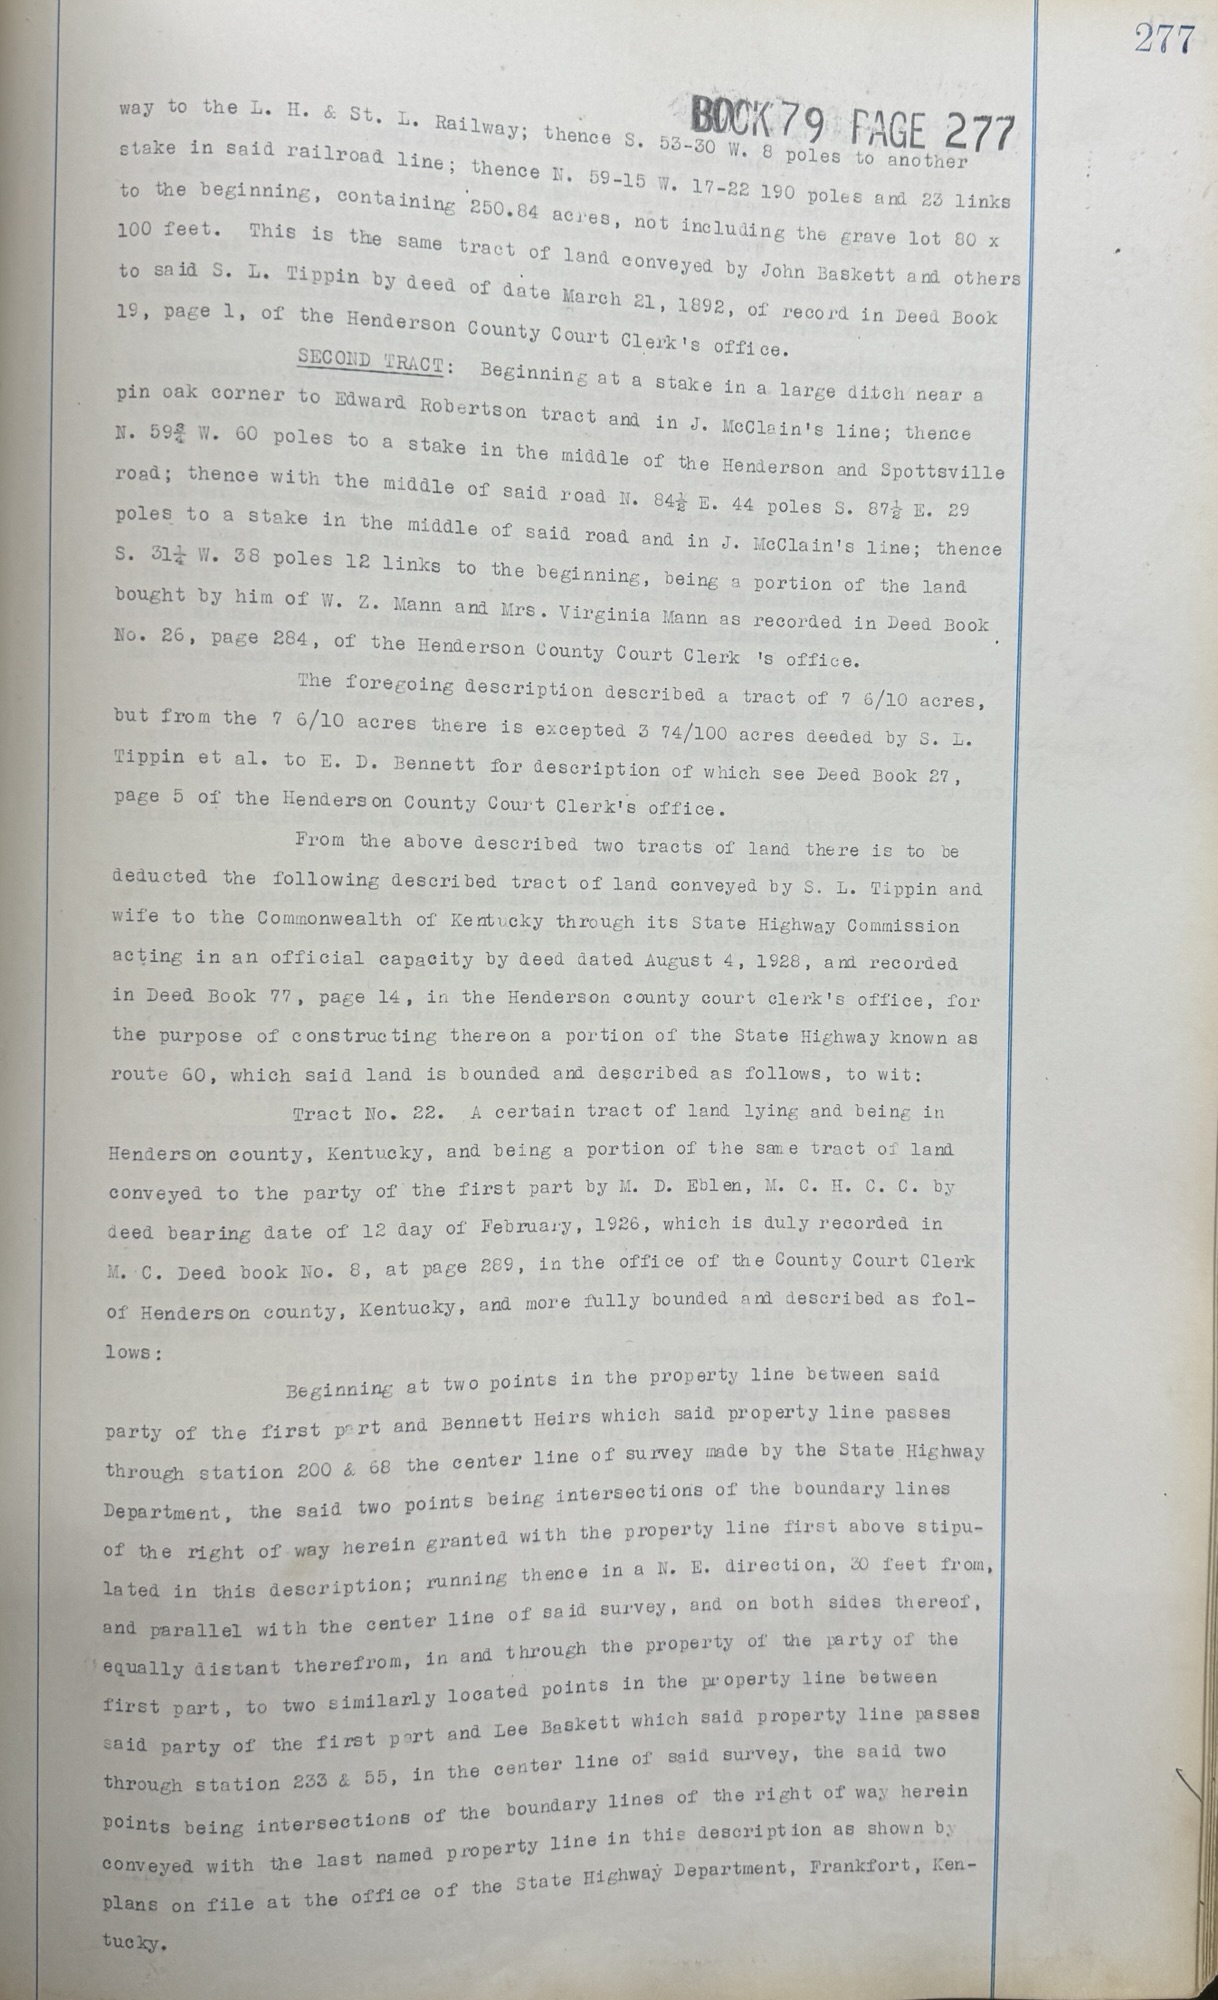 277
BOOK 79 PAGE 277
way to the L. H. & St. L. Railway; thence S. 53-30 W. 8 poles to another
stake in said railroad line; thence N. 59-15 W. 17-22 190 poles and 23 links
to the beginning, containing 250.84 acres, not including the grave lot 80 x
100 feet. This is the same tract of land conveyed by John Baskett and others
to said S. L. Tippin by deed of date March 21, 1892, of record in Deed Book
19, page 1, of the Henderson County Court Clerk's office.
SECOND TRACT: Beginning at a stake in a large ditch near a
pin oak corner to Edward Robertson tract and in J. McClain's line; thence
N. 59¾ W. 60 poles to a stake in the middle of the Henderson and Spottsville
road; thence with the middle of said road N. 84½ E. 44 poles S. 87½ E. 29
poles to a stake in the middle of said road and in J. McClain's line; thence
S. 31¼ W. 38 poles 12 links to the beginning, being a portion of the land
bought by him of W. Z. Mann and Mrs. Virginia Mann as recorded in Deed Book
No. 26, page 284, of the Henderson County Court Clerk 's office.
The foregoing description described a tract of 7 6/10 acres,
but from the 7 6/10 acres there is excepted 3 74/100 acres deeded by S. L.
Tippin et al. to E. D. Bennett for description of which see Deed Book 27,
page 5 of the Henderson County Court Clerk's office.
From the above described two tracts of land there is to be
deducted the following described tract of land conveyed by S. L. Tippin and
wife to the Commonwealth of Kentucky through its State Highway Commission
acting in an official capacity by deed dated August 4, 1928, and recorded
in Deed Book 77, page 14, in the Henderson county court clerk's office, for
the purpose of constructing thereon a portion of the State Highway known as
route 60, which said land is bounded and described as follows, to wit:
Tract No. 22. A certain tract of land lying and being in
Henderson county, Kentucky, and being a portion of the same tract of land
conveyed to the party of the first part by M. D. Eblen, M. C. H. C. C. by
deed bearing date of 12 day of February, 1926, which is duly recorded in
M. C. Deed book No. 8, at page 289, in the office of the County Court Clerk
of Henderson county, Kentucky, and more fully bounded and described as fol-
lows:
Beginning at two points in the property line between said
party of the first part and Bennett Heirs which said property line passes
through station 200 & 68 the center line of survey made by the State Highway
Department, the said two points being intersections of the boundary lines
of the right of way herein granted with the property line first above stipu-
lated in this description; running thence in a N. E. direction, 30 feet from,
and parallel with the center line of said survey, and on both sides thereof,
equally distant therefrom, in and through the property of the party of the
first part, to two similarly located points in the property line between
said party of the first part and Lee Baskett which said property line passes
through station 233 & 55, in the center line of said survey, the said two
points being intersections of the boundary lines of the right of way herein
conveyed with the last named property line in this description as shown by
plans on file at the office of the State Highway Department, Frankfort, Ken-
tucky.